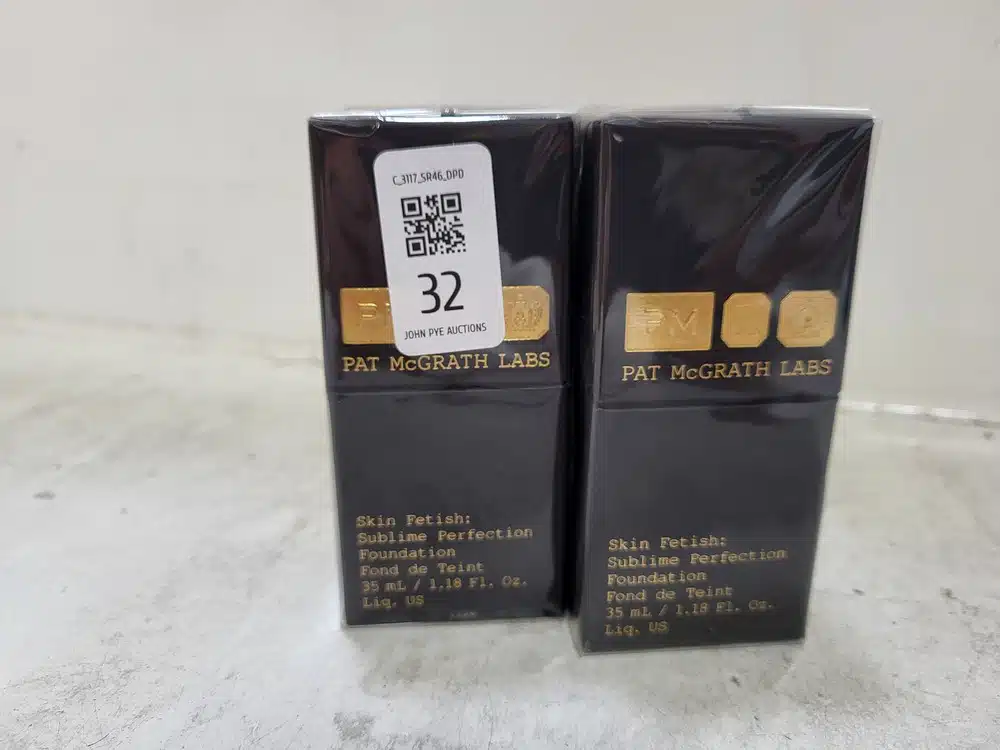 C_3117_SR46_DPD
32
JOHN PYE AUCTIONS
PAT McGRATH LABS
Skin Fetish:
Sublime Perfection
Foundation
Fond de Teint
35 mL / 1.18 Fl. Oz.
Liq. US
PM
PAT McGRATH LABS
Skin Fetish:
Sublime Perfection
Foundation
Fond de Teint
35 mL / 1.18 Fl. Oz.
Liq. US